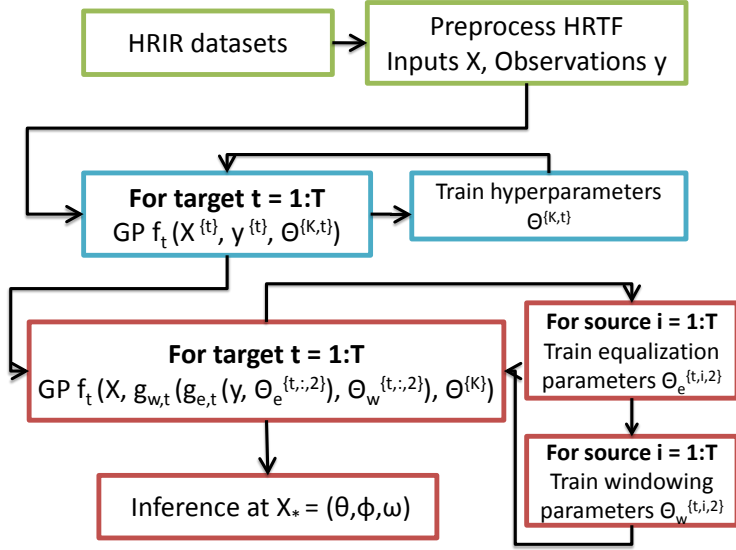 HRIR datasets
Preprocess HRTF
Inputs X, Observations y
For target t = 1:T
GP f_t (X^{t}, y^{t}, Θ^{K,t})
Train hyperparameters
Θ^{K,t}
For target t = 1:T
GP f_t (X, g_{w,t} (g_{e,t} (y, Θ_e^{t,:,2}), Θ_w^{t,:,2}), Θ^{K})
For source i = 1:T
Train equalization
parameters Θ_e^{t,i,2}
For source i = 1:T
Train windowing
parameters Θ_w^{t,i,2}
Inference at X_* = (θ,ϕ,ω)